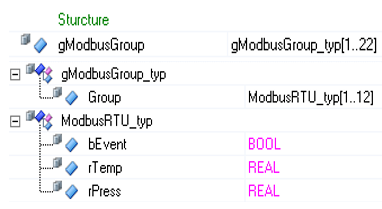 Sturcture
gModbusGroup gModbusGroup_typ[1..22]
gModbusGroup_typ
Group ModbusRTU_typ[1..12]
ModbusRTU_typ
bEvent BOOL
rTemp REAL
rPress REAL